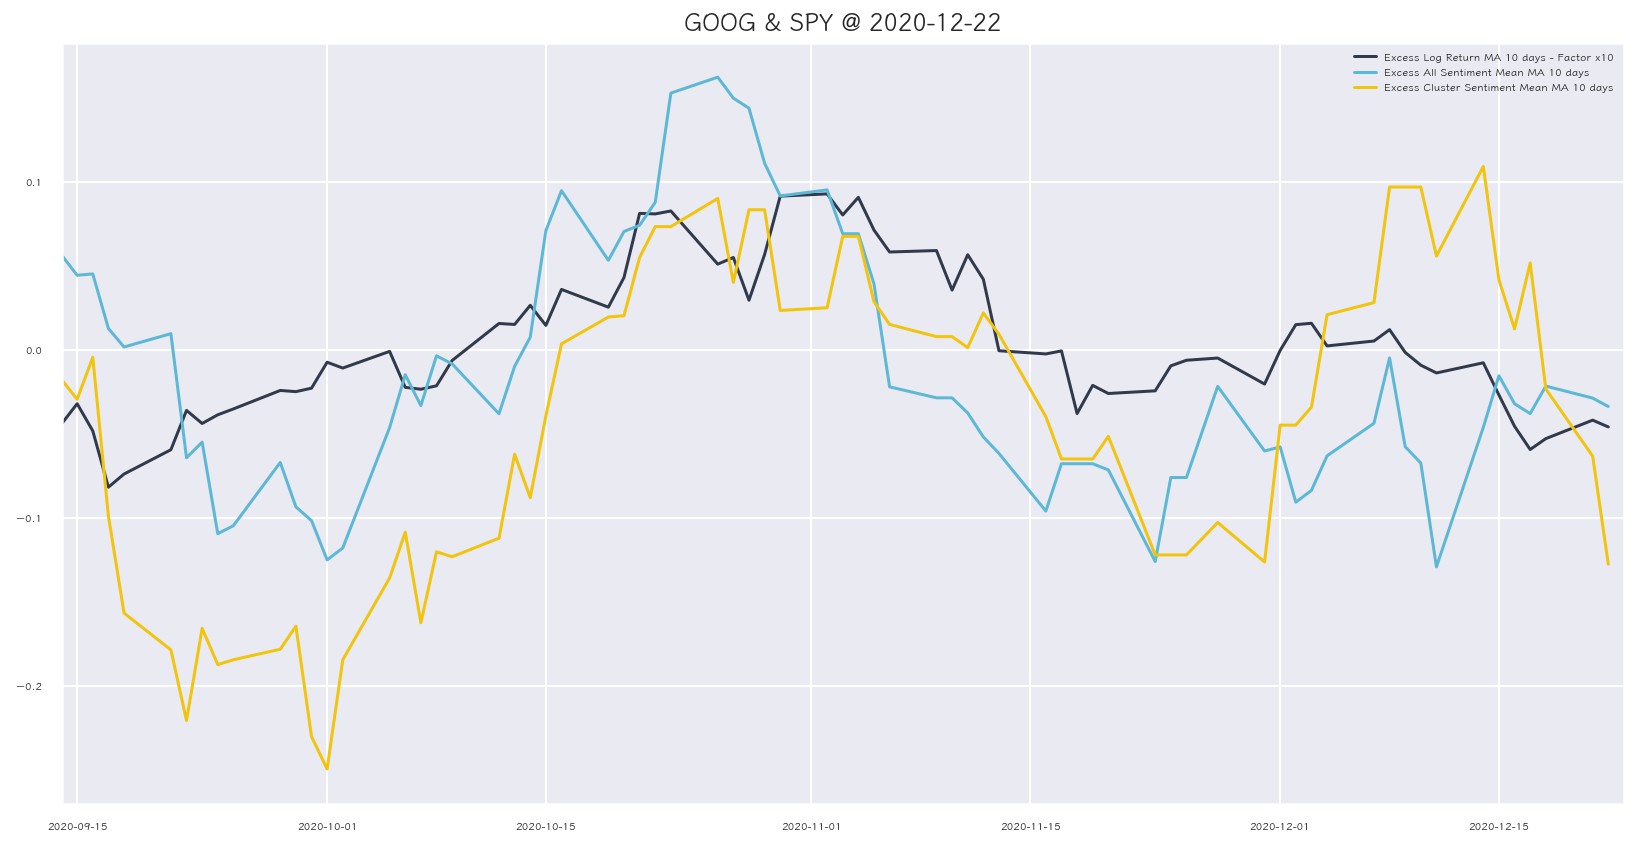 GOOG & SPY @ 2020-12-22
Excess Log Return MA 10 days - Factor x10
Excess All Sentiment Mean MA 10 days
Excess Cluster Sentiment Mean MA 10 days
0.1
0.0
−0.1
−0.2
2020-09-15 2020-10-01 2020-10-15 2020-11-01 2020-11-15 2020-12-01 2020-12-15